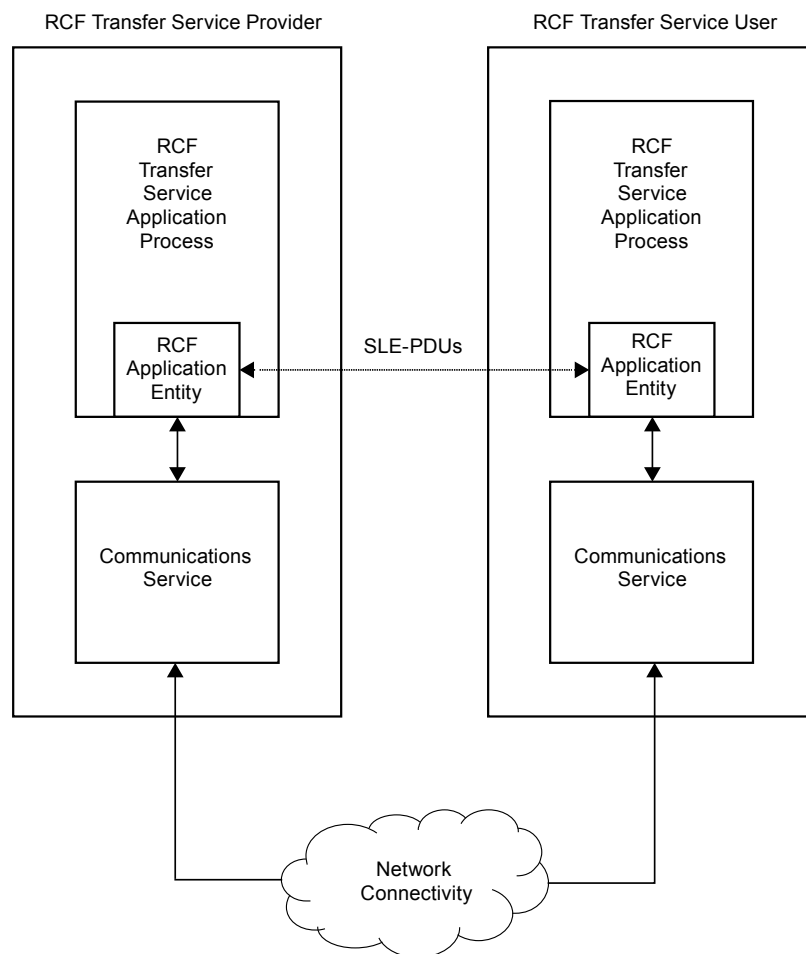 RCF Transfer Service Provider
RCF Transfer Service User
RCF
Transfer
Service
Application
Process
RCF
Transfer
Service
Application
Process
RCF
Application
Entity
SLE-PDUs
RCF
Application
Entity
Communications
Service
Communications
Service
Network
Connectivity